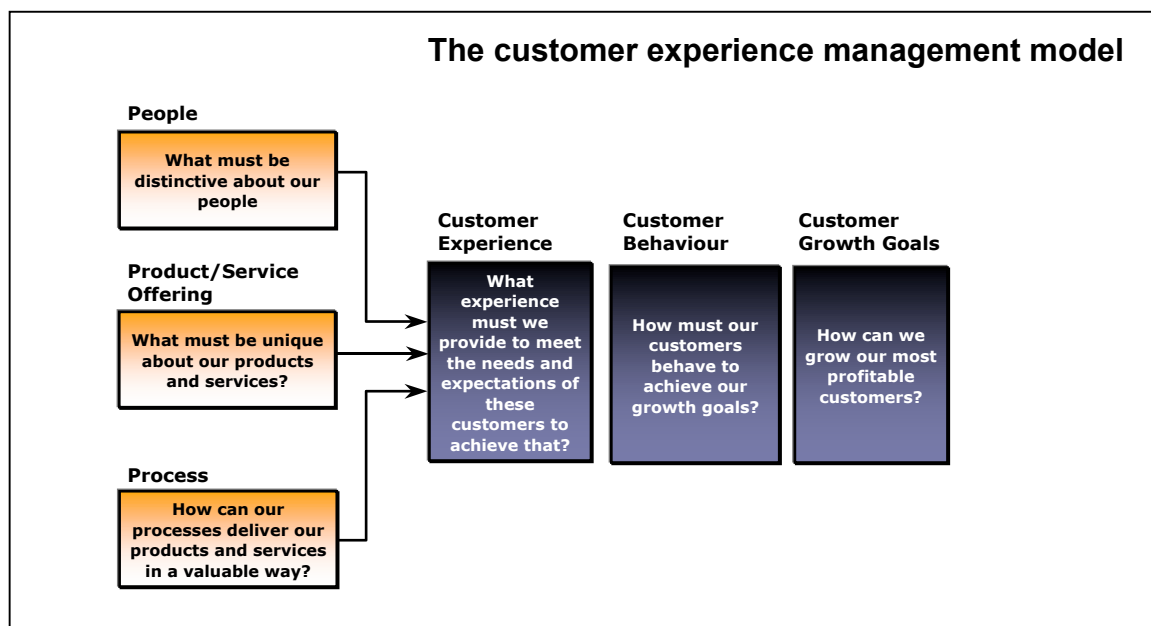 The customer experience management model
People
What must be
distinctive about our
people
Product/Service
Offering
What must be unique
about our products
and services?
Process
How can our
processes deliver our
products and services
in a valuable way?
Customer
Experience
What
experience
must we
provide to meet
the needs and
expectations of
these
customers to
achieve that?
Customer
Behaviour
How must our
customers
behave to
achieve our
growth goals?
Customer
Growth Goals
How can we
grow our most
profitable
customers?